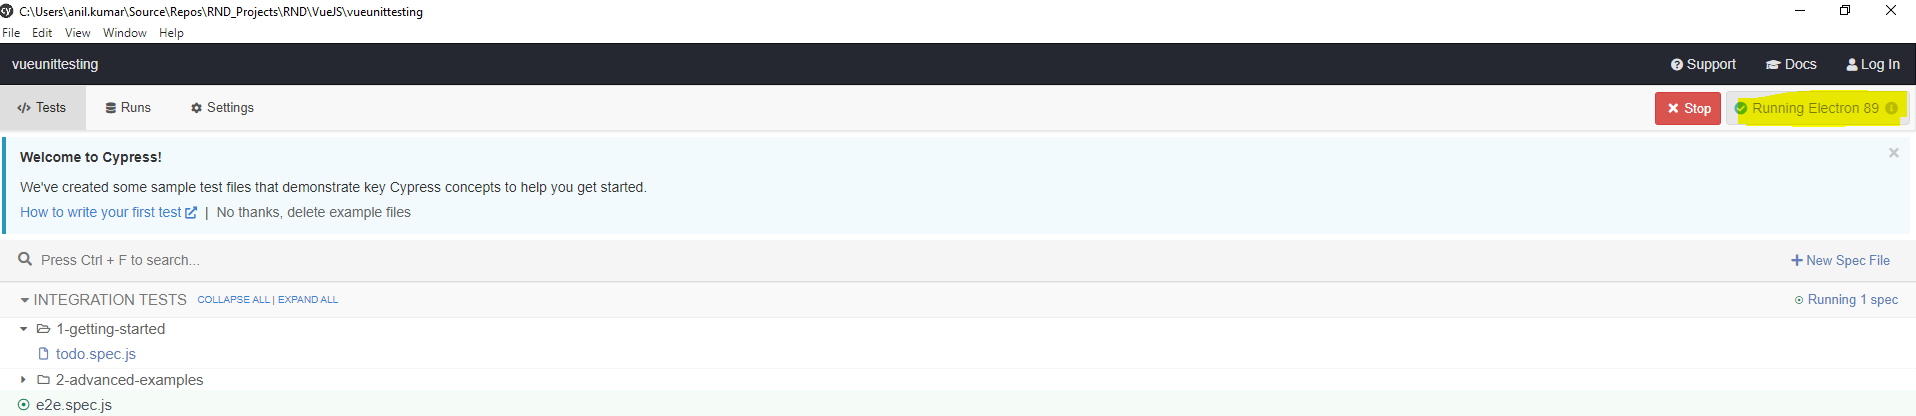 cy C:\Users\anil.kumar\Source\Repos\RND_Projects\RND\VueJS\vueunittesting
File Edit View Window Help
vueunittesting Support Docs Log In
Tests Runs Settings Stop Running Electron 89
Welcome to Cypress!
We've created some sample test files that demonstrate key Cypress concepts to help you get started.
How to write your first test | No thanks, delete example files
Press Ctrl + F to search... New Spec File
INTEGRATION TESTS COLLAPSE ALL | EXPAND ALL Running 1 spec
1-getting-started
todo.spec.js
2-advanced-examples
e2e.spec.js